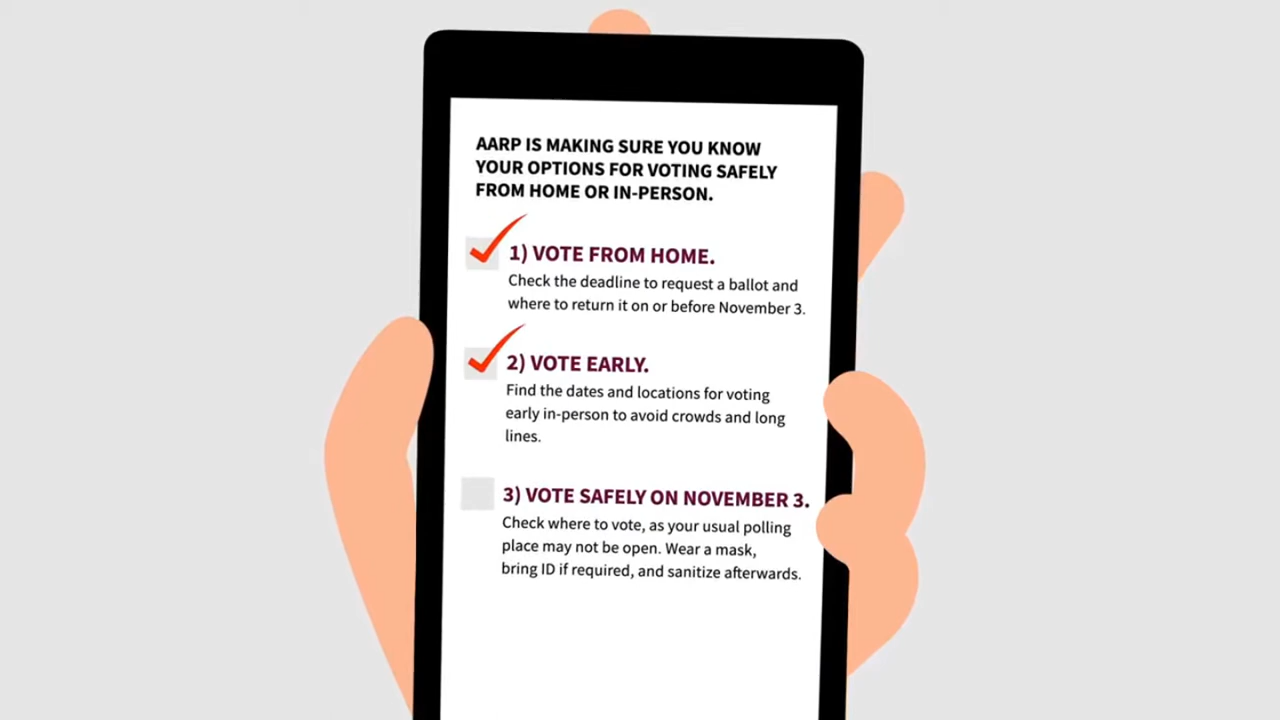 AARP IS MAKING SURE YOU KNOW
YOUR OPTIONS FOR VOTING SAFELY
FROM HOME OR IN-PERSON.
1) VOTE FROM HOME.
Check the deadline to request a ballot and
where to return it on or before November 3.
2) VOTE EARLY.
Find the dates and locations for voting
early in-person to avoid crowds and long
lines.
3) VOTE SAFELY ON NOVEMBER 3.
Check where to vote, as your usual polling
place may not be open. Wear a mask,
bring ID if required, and sanitize afterwards.